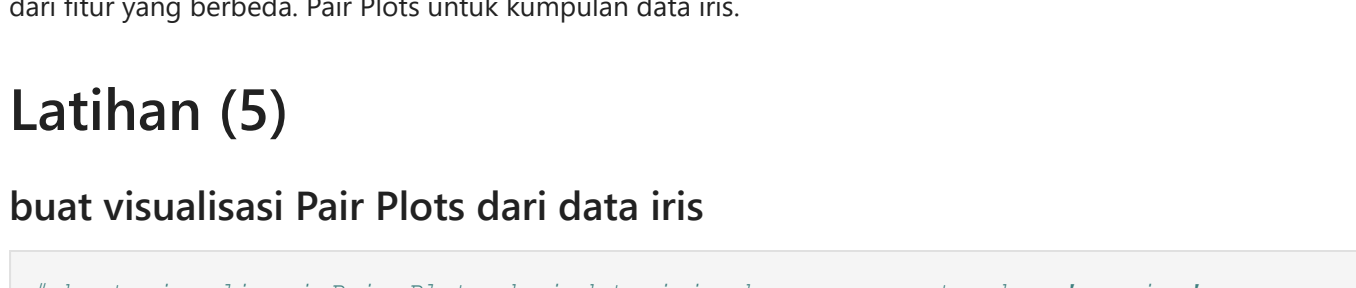 dari fitur yang berbeda. Pair Plots untuk kumpulan data iris.
Latihan (5)
buat visualisasi Pair Plots dari data iris